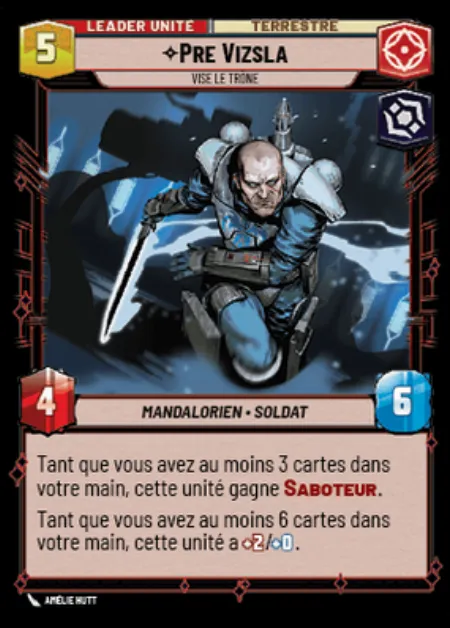 LEADER UNITÉ
TERRESTRE
5
PRE VIZSLA
VISE LE TRÔNE
4
MANDALORIEN • SOLDAT
6
Tant que vous avez au moins 3 cartes dans
votre main, cette unité gagne SABOTEUR.
Tant que vous avez au moins 6 cartes dans
votre main, cette unité a +2/+0.
AMÉLIE HUTT